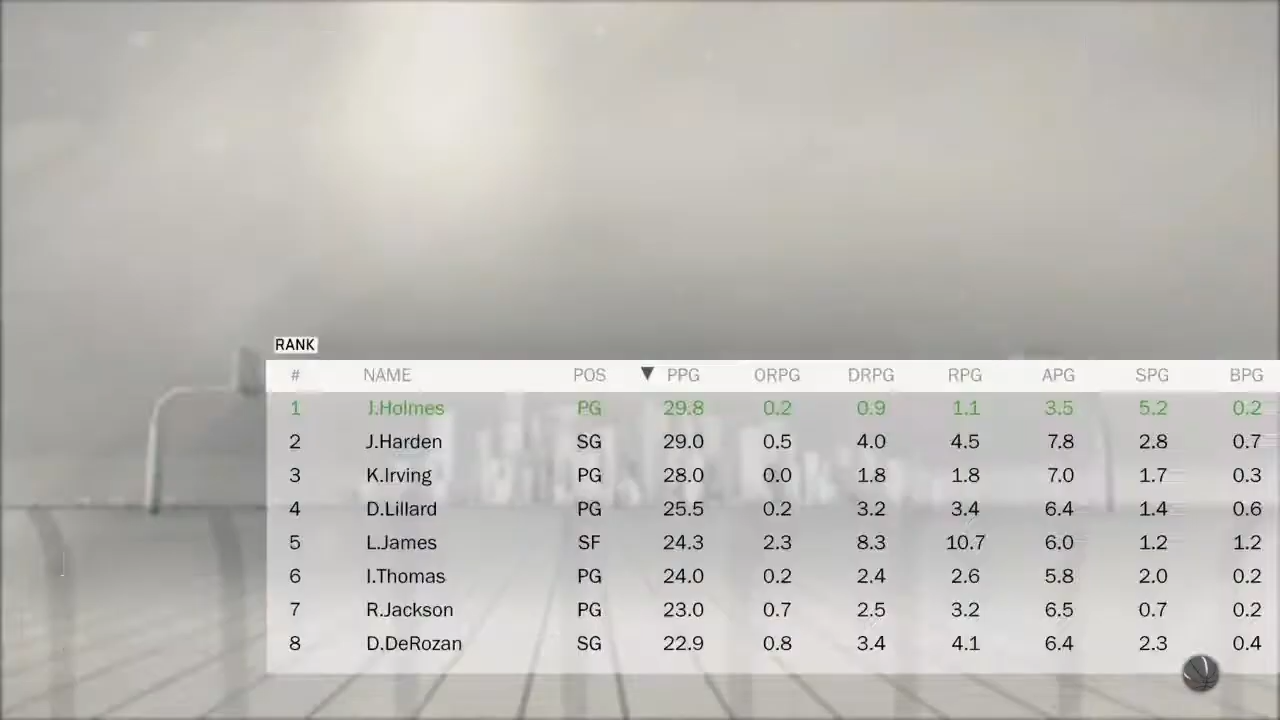 RANK
# NAME POS ▼ PPG ORPG DRPG RPG APG SPG BPG
1 J.Holmes PG 29.8 0.2 0.9 1.1 3.5 5.2 0.2
2 J.Harden SG 29.0 0.5 4.0 4.5 7.8 2.8 0.7
3 K.Irving PG 28.0 0.0 1.8 1.8 7.0 1.7 0.3
4 D.Lillard PG 25.5 0.2 3.2 3.4 6.4 1.4 0.6
5 L.James SF 24.3 2.3 8.3 10.7 6.0 1.2 1.2
6 I.Thomas PG 24.0 0.2 2.4 2.6 5.8 2.0 0.2
7 R.Jackson PG 23.0 0.7 2.5 3.2 6.5 0.7 0.2
8 D.DeRozan SG 22.9 0.8 3.4 4.1 6.4 2.3 0.4